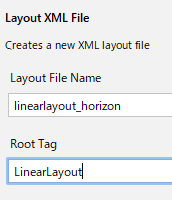 Layout XML File
Creates a new XML layout file
Layout File Name
linearlayout_horizon
Root Tag
LinearLayout